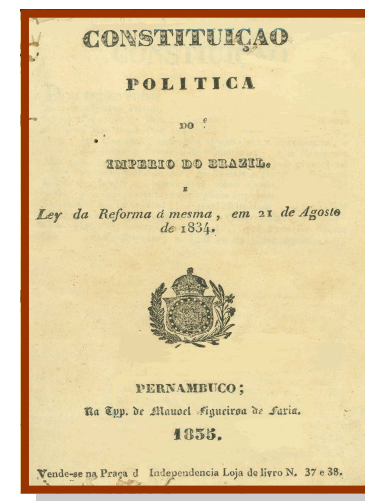 CONSTITUIÇAO
POLITICA
DO
IMPERIO DO BRAZIL.
E
Ley da Reforma á mesma, em 21 de Agosto
de 1834.
PERNAMBUCO;
Na Typ. de Manoel Figueiroa de Faria.
1835.
Vende-se na Praça d Independencia Loja de livro N. 37 e 38.